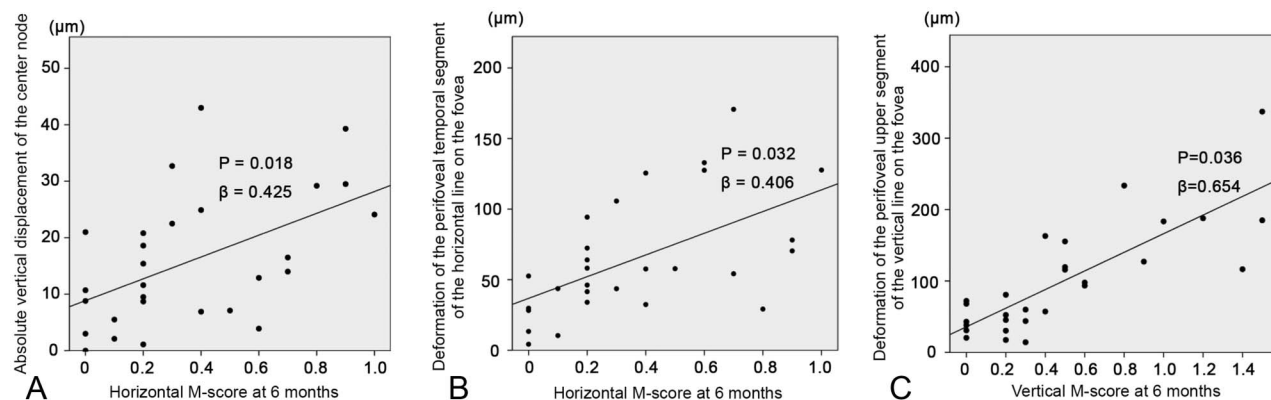 (μm)
Absolute vertical displacement of the center node
50
40
30
20
10
0
P = 0.018
β = 0.425
0 0.2 0.4 0.6 0.8 1.0
Horizontal M-score at 6 months
A
(μm)
Deformation of the perifoveal temporal segment
of the horizontal line on the fovea
200
150
100
50
0
P = 0.032
β = 0.406
0 0.2 0.4 0.6 0.8 1.0
Horizontal M-score at 6 months
B
(μm)
Deformation of the perifoveal upper segment
of the vertical line on the fovea
400
300
200
100
0
P=0.036
β=0.654
0 0.2 0.4 0.6 0.8 1.0 1.2 1.4
Vertical M-score at 6 months
C